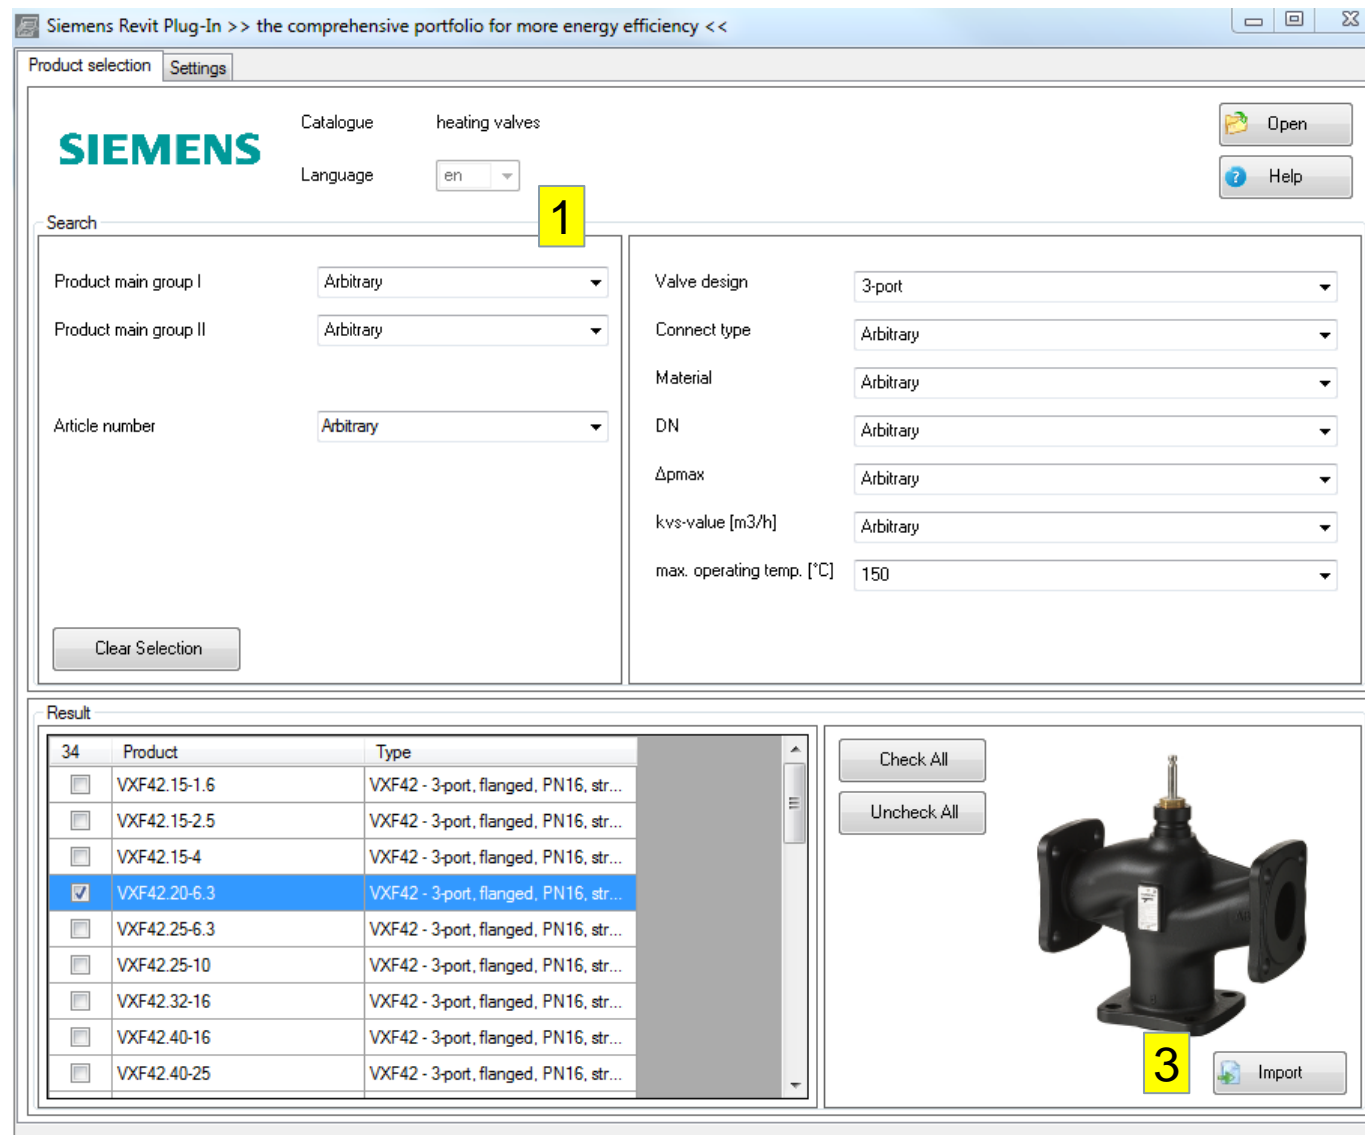 Siemens Revit Plug-In >> the comprehensive portfolio for more energy efficiency <<
Product selection Settings
SIEMENS
Catalogue heating valves
Open
Language en
Help
1
Search
Product main group I Arbitrary
Product main group II Arbitrary
Article number Arbitrary
Clear Selection
Valve design 3-port
Connect type Arbitrary
Material Arbitrary
DN Arbitrary
Δpmax Arbitrary
kvs-value [m3/h] Arbitrary
max. operating temp. [°C] 150
Result
34 Product Type
VXF42.15-1.6 VXF42 - 3-port, flanged, PN16, str...
VXF42.15-2.5 VXF42 - 3-port, flanged, PN16, str...
VXF42.15-4 VXF42 - 3-port, flanged, PN16, str...
VXF42.20-6.3 VXF42 - 3-port, flanged, PN16, str...
VXF42.25-6.3 VXF42 - 3-port, flanged, PN16, str...
VXF42.25-10 VXF42 - 3-port, flanged, PN16, str...
VXF42.32-16 VXF42 - 3-port, flanged, PN16, str...
VXF42.40-16 VXF42 - 3-port, flanged, PN16, str...
VXF42.40-25 VXF42 - 3-port, flanged, PN16, str...
Check All
Uncheck All
3
Import